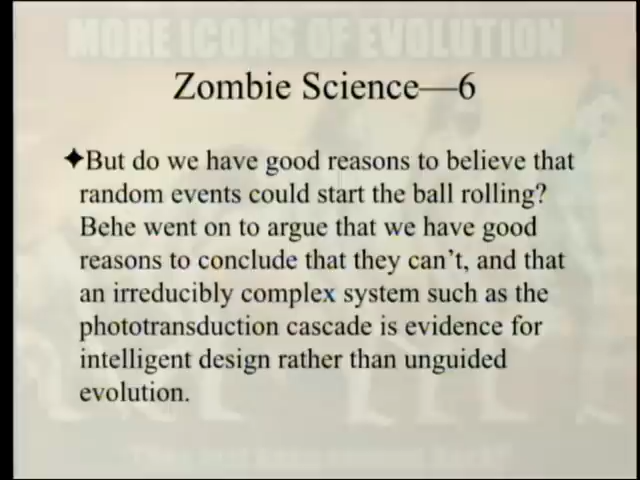 MORE ICONS OF EVOLUTION
Zombie Science—6
✦But do we have good reasons to believe that
random events could start the ball rolling?
Behe went on to argue that we have good
reasons to conclude that they can't, and that
an irreducibly complex system such as the
phototransduction cascade is evidence for
intelligent design rather than unguided
evolution.